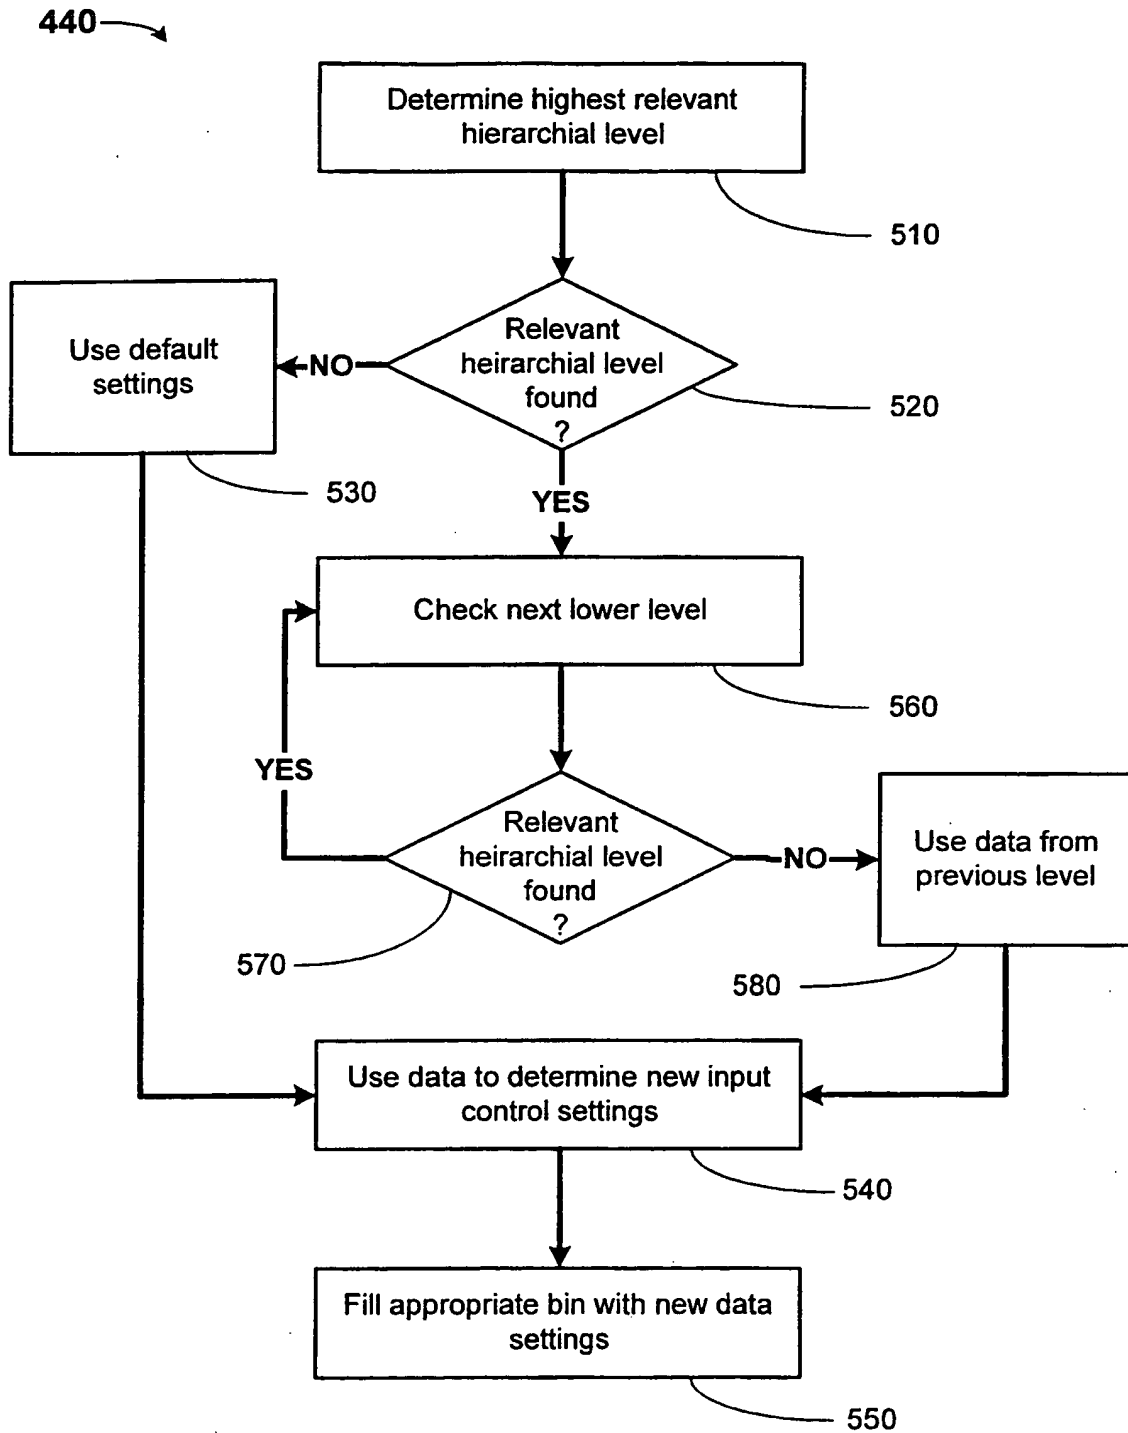 440
Determine highest relevant
hierarchial level
510
Relevant
heirarchial level
found
?
520
NO
Use default
settings
530
YES
Check next lower level
560
YES
Relevant
heirarchial level
found
?
570
NO
Use data from
previous level
580
Use data to determine new input
control settings
540
Fill appropriate bin with new data
settings
550